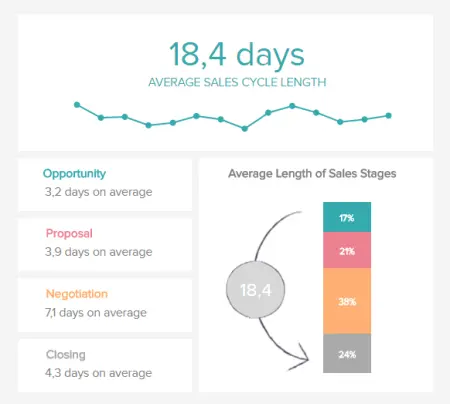 18,4 days
AVERAGE SALES CYCLE LENGTH
Opportunity
3,2 days on average
Proposal
3,9 days on average
Negotiation
7,1 days on average
Closing
4,3 days on average
Average Length of Sales Stages
18,4
17%
21%
38%
24%